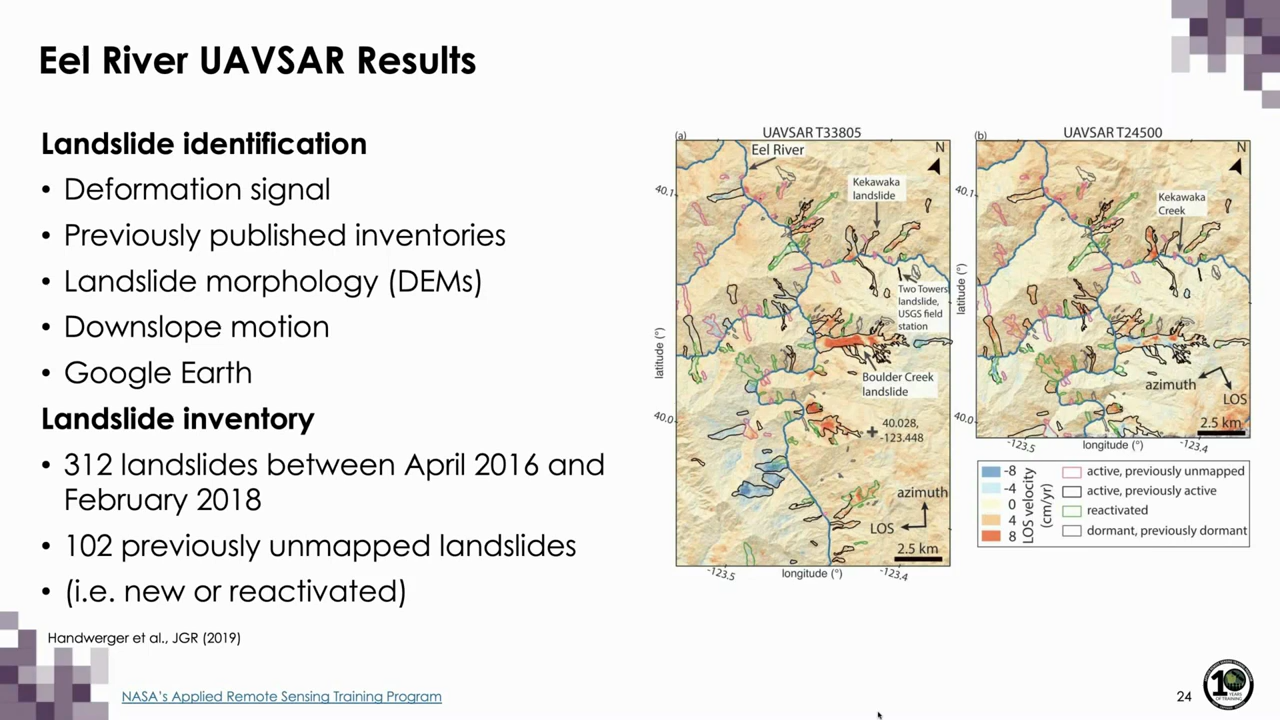 Eel River UAVSAR Results
Landslide identification
• Deformation signal
• Previously published inventories
• Landslide morphology (DEMs)
• Downslope motion
• Google Earth
Landslide inventory
• 312 landslides between April 2016 and
February 2018
• 102 previously unmapped landslides
• (i.e. new or reactivated)
Handwerger et al., JGR (2019)
(a)
UAVSAR T33805
Eel River
N
Kekawaka
landslide
40.1
Two Towers
landslide,
USGS field
station
latitude (°)
Boulder Creek
landslide
40.0
40.028,
-123.448
azimuth
LOS
2.5 km
-123.5
longitude (°)
-123.4
(b)
UAVSAR T24500
N
40.1
Kekawaka
Creek
latitude (°)
azimuth
LOS
40.0
2.5 km
-123.5
longitude (°)
-123.4
-8
-4
0
4
8
LOS velocity
(cm/yr)
active, previously unmapped
active, previously active
reactivated
dormant, previously dormant
NASA's Applied Remote Sensing Training Program
24
10
YEARS
OF TRAINING